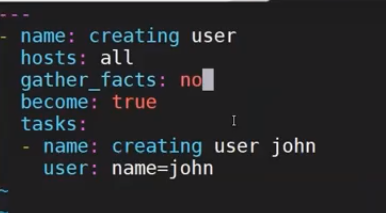 ---
- name: creating user
  hosts: all
  gather_facts: no
  become: true
  tasks:
  - name: creating user john
    user: name=john
~
~